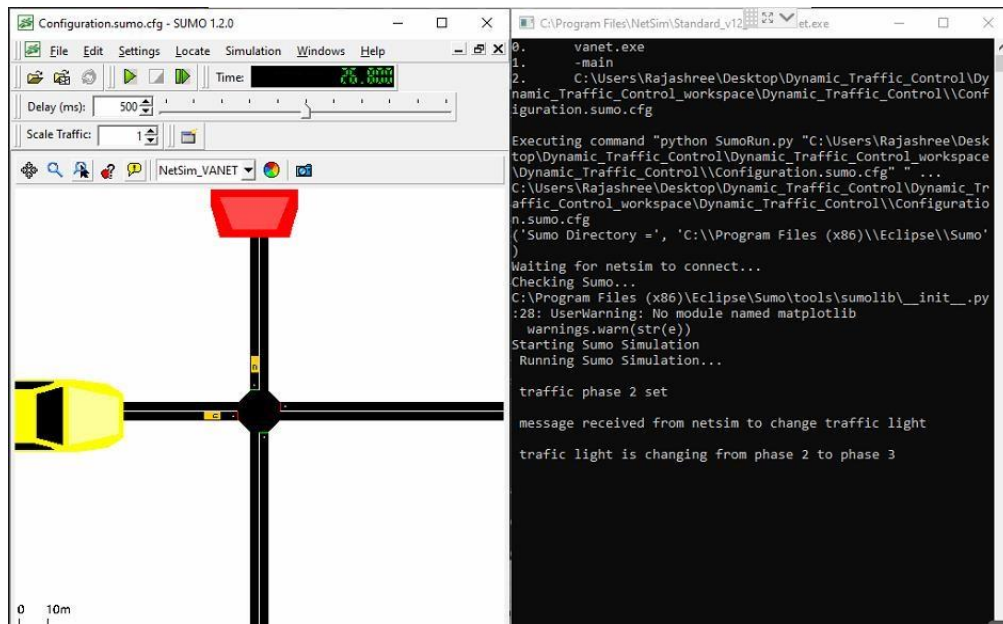 Configuration.sumo.cfg - SUMO 1.2.0
File Edit Settings Locate Simulation Windows Help
Time: 26.000
Delay (ms): 500
Scale Traffic: 1
NetSim_VANET
0 10m
C:\Program Files\NetSim\Standard_v12
et.exe
0. vanet.exe
1. -main
2. C:\Users\Rajashree\Desktop\Dynamic_Traffic_Control\Dy
namic_Traffic_Control_workspace\Dynamic_Traffic_Control\\Conf
iguration.sumo.cfg
Executing command "python SumoRun.py "C:\Users\Rajashree\Desk
top\Dynamic_Traffic_Control\Dynamic_Traffic_Control_workspace
\Dynamic_Traffic_Control\\Configuration.sumo.cfg" " ...
C:\Users\Rajashree\Desktop\Dynamic_Traffic_Control\Dynamic_Tr
affic_Control_workspace\Dynamic_Traffic_Control\\Configuratio
n.sumo.cfg
('Sumo Directory =', 'C:\\Program Files (x86)\\Eclipse\\Sumo'
)
Waiting for netsim to connect...
Checking Sumo...
C:\Program Files (x86)\Eclipse\Sumo\tools\sumolib\__init__.py
:28: UserWarning: No module named matplotlib
warnings.warn(str(e))
Starting Sumo Simulation
Running Sumo Simulation...
traffic phase 2 set
message received from netsim to change traffic light
trafic light is changing from phase 2 to phase 3